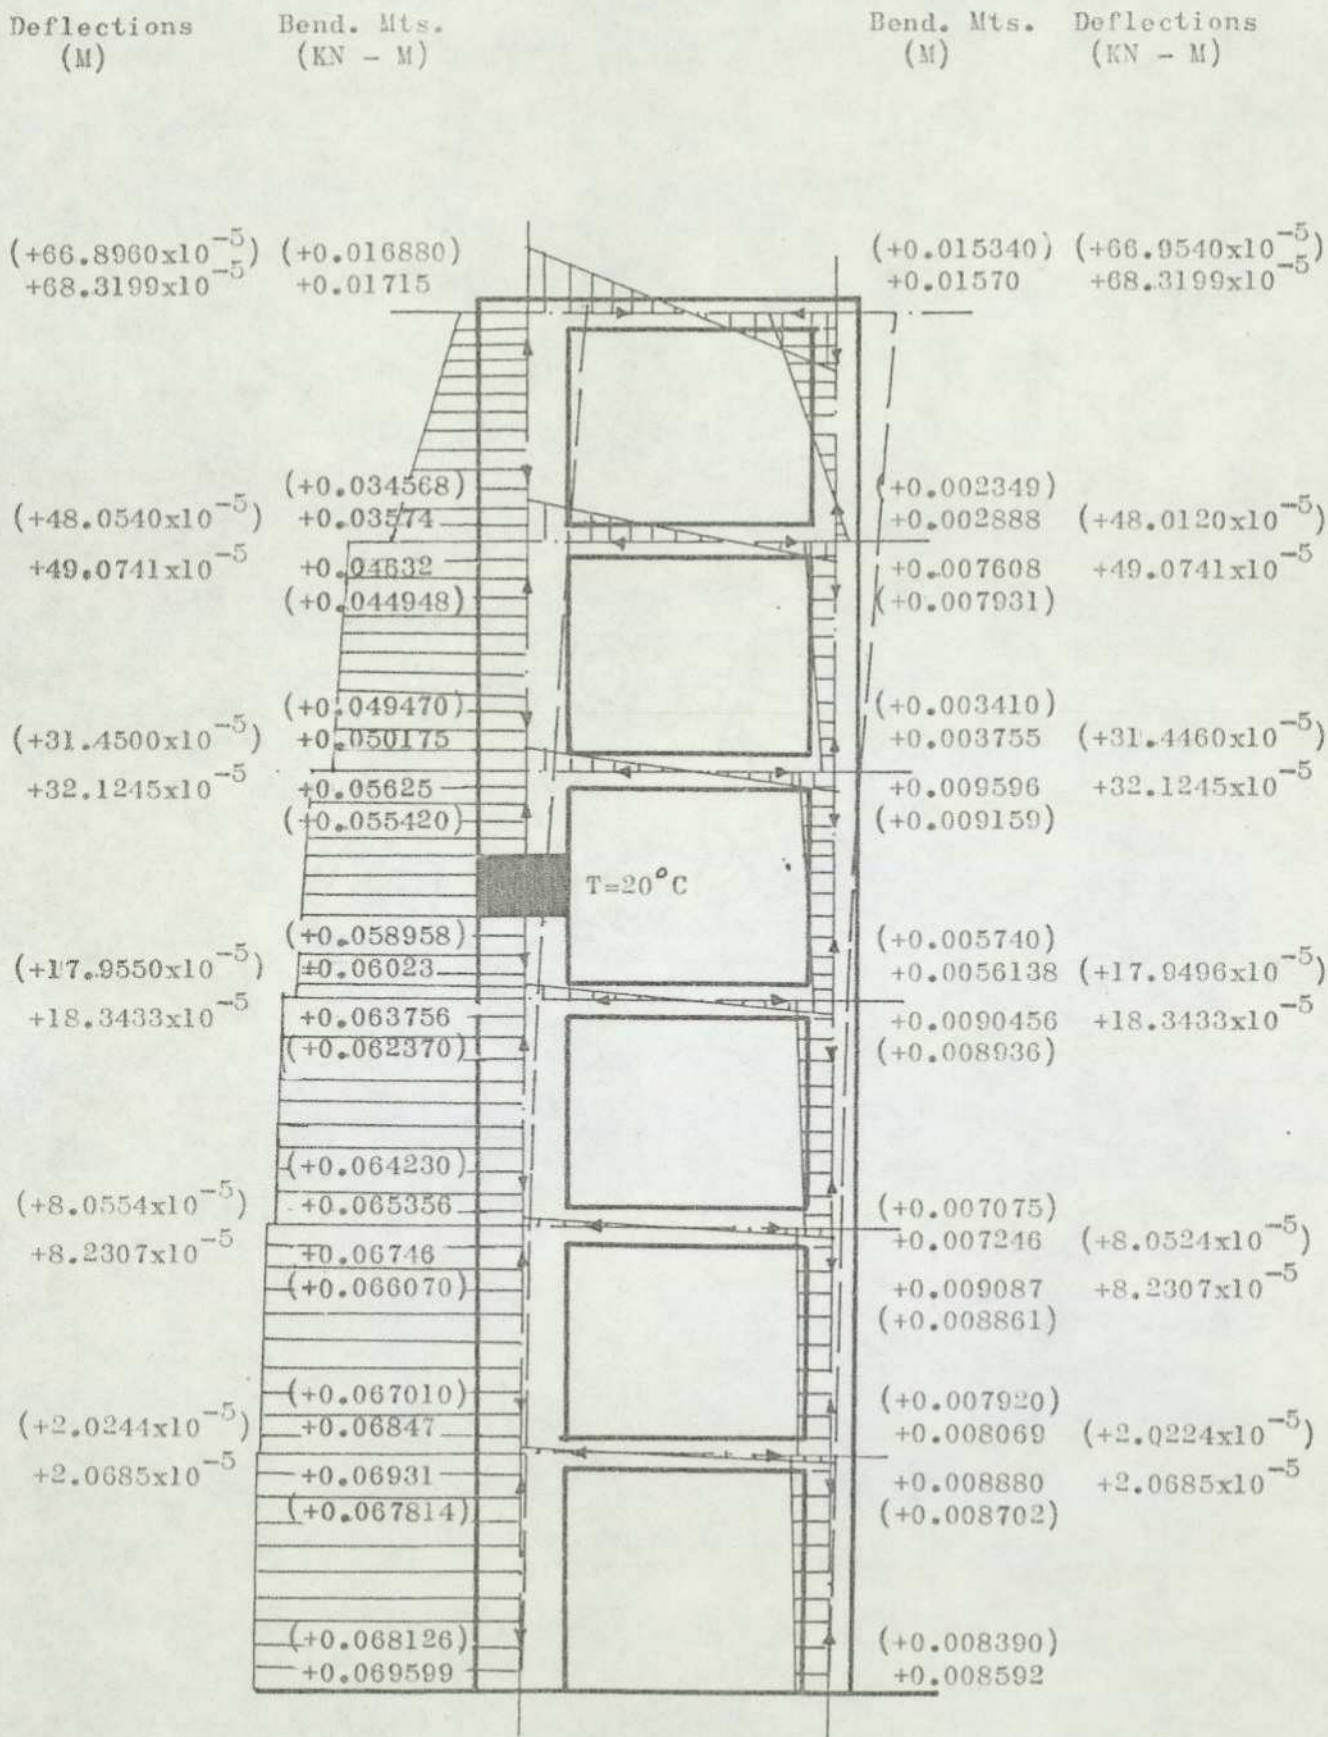 Deflections Bend. Mts. Bend. Mts. Deflections
(M) (KN - M) (M) (KN - M)
(+66.8960x10⁻⁵) (+0.016880) (+0.015340) (+66.9540x10⁻⁵)
+68.3199x10⁻⁵ +0.01715 +0.01570 +68.3199x10⁻⁵
(+0.034568) (+0.002349)
(+48.0540x10⁻⁵) +0.03574 +0.002888 (+48.0120x10⁻⁵)
+49.0741x10⁻⁵ +0.04632 +0.007608 +49.0741x10⁻⁵
(+0.044948) (+0.007931)
(+0.049470) (+0.003410)
(+31.4500x10⁻⁵) +0.050175 +0.003755 (+31.4460x10⁻⁵)
+32.1245x10⁻⁵ +0.05625 +0.009596 +32.1245x10⁻⁵
(+0.055420) (+0.009159)
T=20°C
(+0.058958) (+0.005740)
(+17.9550x10⁻⁵) +0.06023 +0.0056138 (+17.9496x10⁻⁵)
+18.3433x10⁻⁵ +0.063756 +0.0090456 +18.3433x10⁻⁵
(+0.062370) (+0.008936)
(+0.064230)
(+8.0554x10⁻⁵) +0.065356 (+0.007075)
+8.2307x10⁻⁵ +0.06746 +0.007246 (+8.0524x10⁻⁵)
(+0.066070) +0.009087 +8.2307x10⁻⁵
(+0.008861)
(+0.067010) (+0.007920)
(+2.0244x10⁻⁵) +0.06847 +0.008069 (+2.0224x10⁻⁵)
+2.0685x10⁻⁵ +0.06931 +0.008880 +2.0685x10⁻⁵
(+0.067814) (+0.008702)
(+0.068126) (+0.008390)
+0.069599 +0.008592